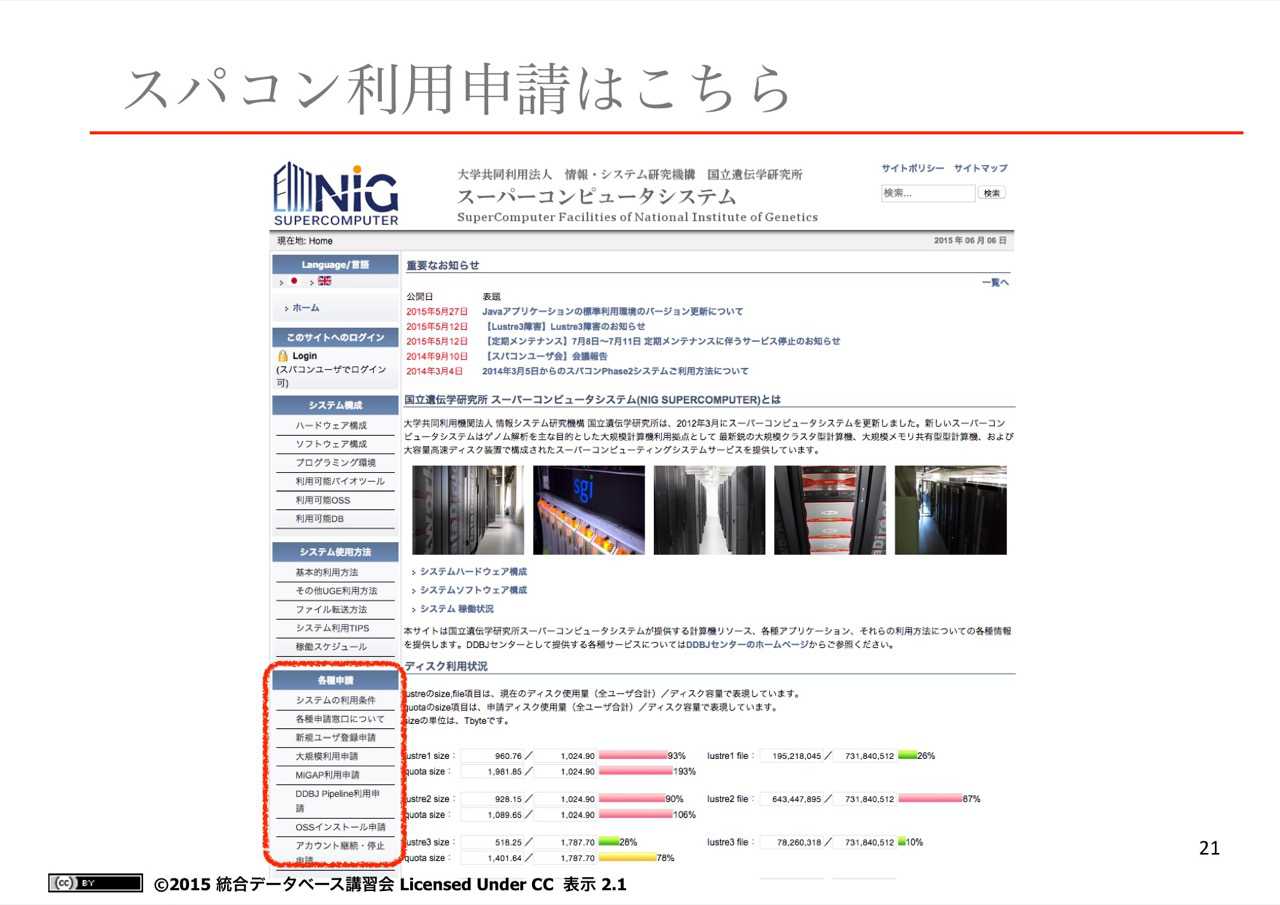 スパコン利用申請はこちら
NIG
SUPERCOMPUTER
大学共同利用法人 情報・システム研究機構 国立遺伝学研究所
スーパーコンピュータシステム
SuperComputer Facilities of National Institute of Genetics
サイトポリシー サイトマップ
検索... 検索
現在地: Home
2015 年 06 月 06 日
Language/言語
ホーム
このサイトへのログイン
Login
(スパコンユーザでログイン
可)
システム構成
ハードウェア構成
ソフトウェア構成
プログラミング環境
利用可能バイオツール
利用可能OSS
利用可能DB
システム使用方法
基本的利用方法
その他UGE利用方法
ファイル転送方法
システム利用TIPS
稼働スケジュール
各種申請
システムの利用条件
各種申請窓口について
新規ユーザ登録申請
大規模利用申請
MiGAP利用申請
DDBJ Pipeline利用申
請
OSSインストール申請
アカウント継続・停止
申請
重要なお知らせ
一覧へ
公開日 表題
2015年5月27日 Javaアプリケーションの標準利用環境のバージョン更新について
2015年5月12日 【Lustre3障害】Lustre3障害のお知らせ
2015年5月12日 【定期メンテナンス】7月8日〜7月11日 定期メンテナンスに伴うサービス停止のお知らせ
2014年9月10日 【スパコンユーザ会】会議報告
2014年3月4日 2014年3月5日からのスパコンPhase2システムご利用方法について
国立遺伝学研究所 スーパーコンピュータシステム(NIG SUPERCOMPUTER)とは
大学共同利用機関法人 情報システム研究機構 国立遺伝学研究所は、2012年3月にスーパーコンピュータシステムを更新しました。新しいスーパーコン
ピュータシステムはゲノム解析を主な目的とした大規模計算機利用拠点として 最新鋭の大規模クラスタ型計算機、大規模メモリ共有型型計算機、および
大容量高速ディスク装置で構成されたスーパーコンピューティングシステムサービスを提供しています。
sgi
システムハードウェア構成
システムソフトウェア構成
システム 稼働状況
本サイトは国立遺伝学研究所スーパーコンピュータシステムが提供する計算機リソース、各種アプリケーション、それらの利用方法についての各種情報
を提供します。DDBJセンターとして提供する各種サービスについてはDDBJセンターのホームページからご参照ください。
ディスク利用状況
ustreのsize,file項目は、現在のディスク使用量（全ユーザ合計）／ディスク容量で表現しています。
quotaのsize項目は、申請ディスク使用量（全ユーザ合計）／ディスク容量で表現しています。
sizeの単位は、Tbyteです。
ustre1 size： 960.76 ／ 1,024.90 93% lustre1 file： 195,218,045 ／ 731,840,512 26%
quota size： 1,981.85 ／ 1,024.90 193%
ustre2 size： 928.15 ／ 1,024.90 90% lustre2 file： 643,447,895 ／ 731,840,512 87%
quota size： 1,089.65 ／ 1,024.90 106%
ustre3 size： 518.25 ／ 1,787.70 28% lustre3 file： 78,260,318 ／ 731,840,512 10%
quota size： 1,401.64 ／ 1,787.70 78%
21
cc BY
©2015 統合データベース講習会 Licensed Under CC 表示 2.1